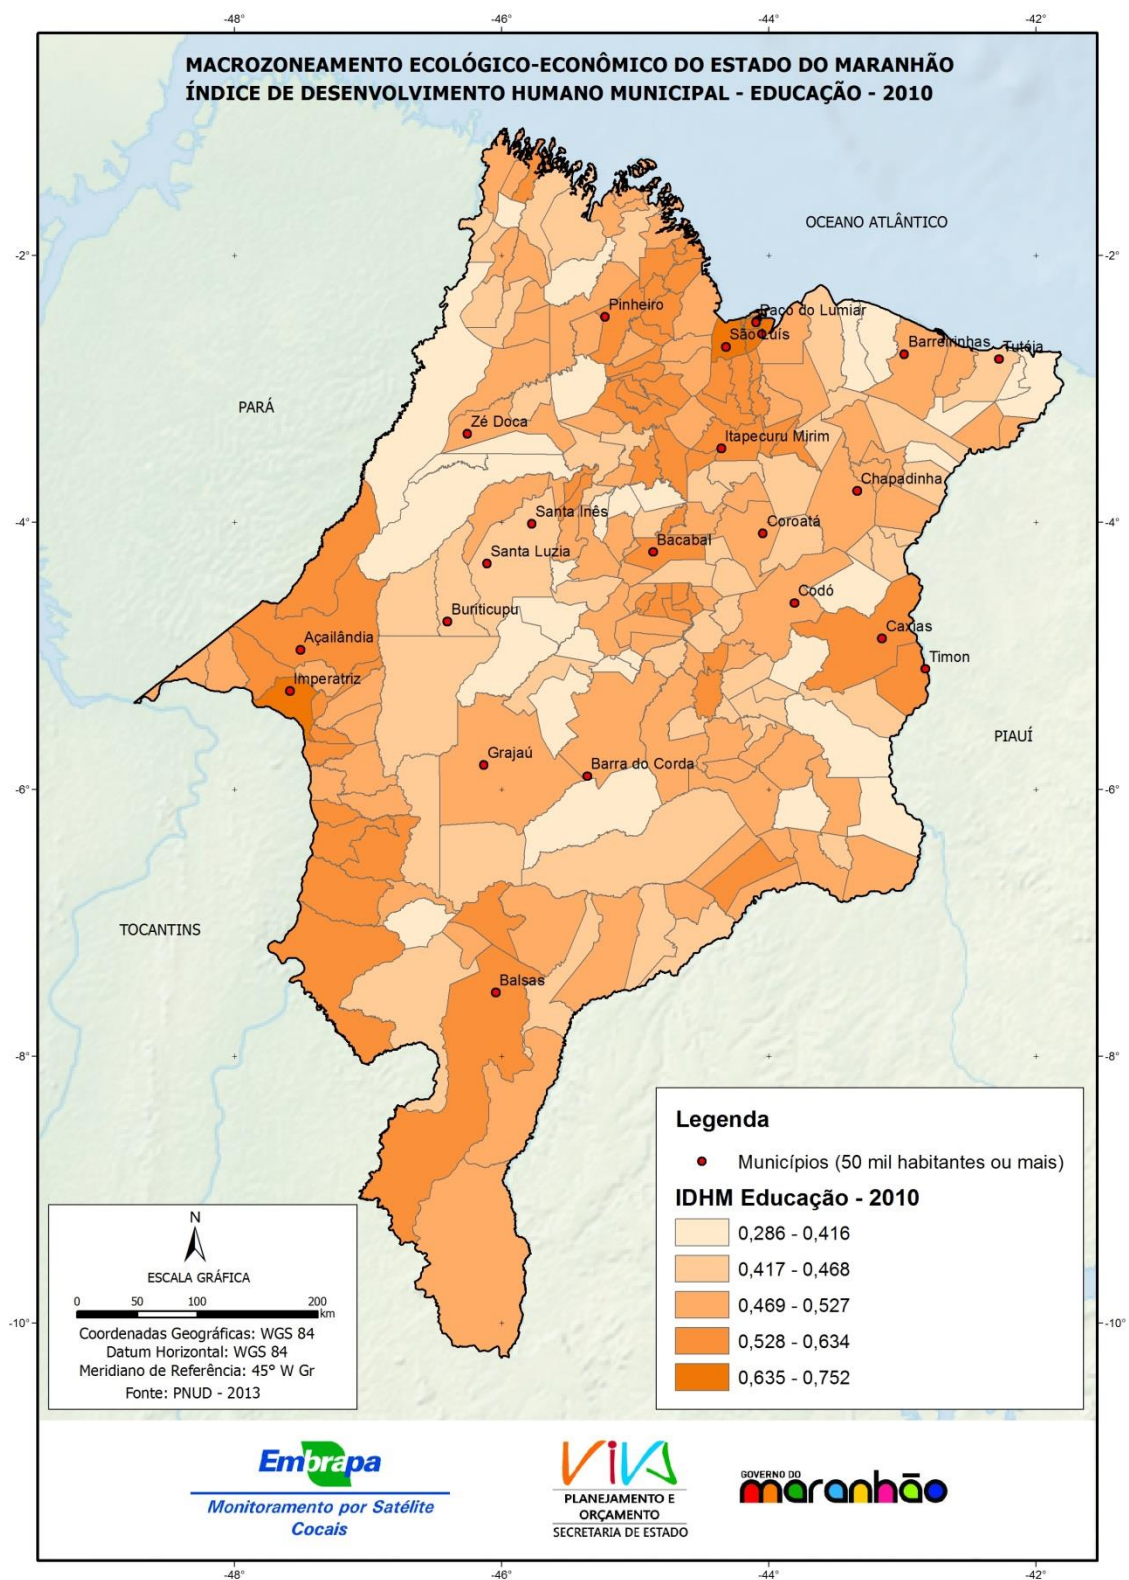 -48°
-46°
-44°
-42°
MACROZONEAMENTO ECOLÓGICO-ECONÔMICO DO ESTADO DO MARANHÃO
ÍNDICE DE DESENVOLVIMENTO HUMANO MUNICIPAL - EDUCAÇÃO - 2010
OCEANO ATLÂNTICO
-2°
-2°
Pinheiro
Paço do Lumiar
São Luís
Barreirinhas
Tutóia
PARÁ
Zé Doca
Itapecuru Mirim
Chapadinha
Santa Inês
-4°
-4°
Coroatá
Bacabal
Santa Luzia
Codó
Buriticupu
Caxias
Açailândia
Timon
Imperatriz
PIAUÍ
Grajaú
Barra do Corda
-6°
-6°
TOCANTINS
Balsas
-8°
-8°
Legenda
Municípios (50 mil habitantes ou mais)
IDHM Educação - 2010
0,286 - 0,416
0,417 - 0,468
0,469 - 0,527
0,528 - 0,634
0,635 - 0,752
N
ESCALA GRÁFICA
0 50 100 200
km
Coordenadas Geográficas: WGS 84
Datum Horizontal: WGS 84
Meridiano de Referência: 45° W Gr
Fonte: PNUD - 2013
-10°
-10°
Embrapa
Monitoramento por Satélite
Cocais
VIVA
PLANEJAMENTO E
ORÇAMENTO
SECRETARIA DE ESTADO
GOVERNO DO
maranhão
-48°
-46°
-44°
-42°